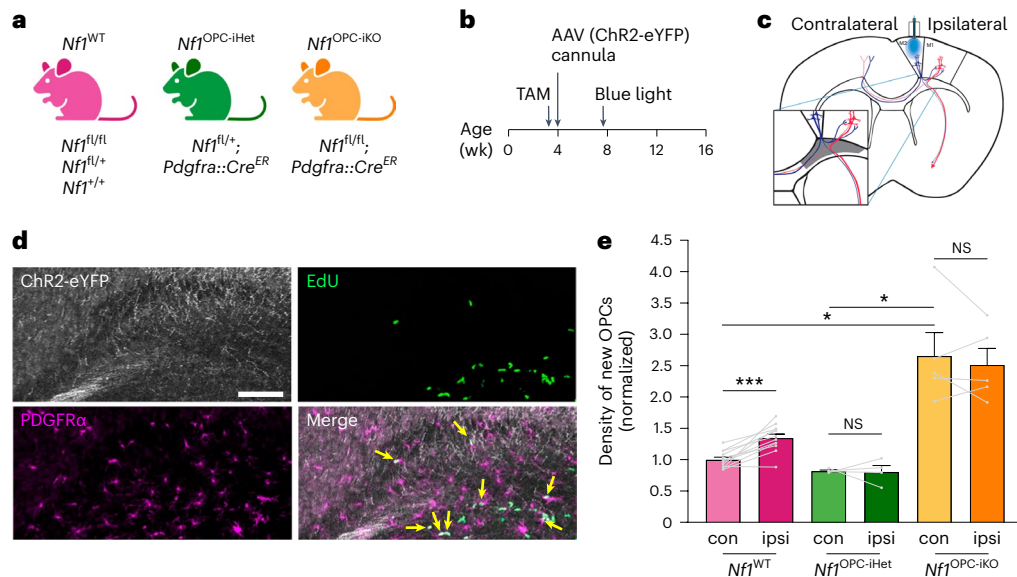 a
Nf1WT
Nf1OPC-iHet
Nf1OPC-iKO
Nf1fl/fl
Nf1fl/+
Nf1+/+
Nf1fl/+;
Pdgfra::CreER
Nf1fl/fl;
Pdgfra::CreER
b
AAV (ChR2-eYFP)
cannula
TAM
Blue light
Age
(wk)
0 4 8 12 16
c
Contralateral Ipsilateral
M2 M1
d
ChR2-eYFP
EdU
PDGFRα
Merge
e
Density of new OPCs
(normalized)
4.5
4.0
3.5
3.0
2.5
2.0
1.5
1.0
0.5
0
NS
*
*
***
NS
con ipsi con ipsi con ipsi
Nf1WT Nf1OPC-iHet Nf1OPC-iKO